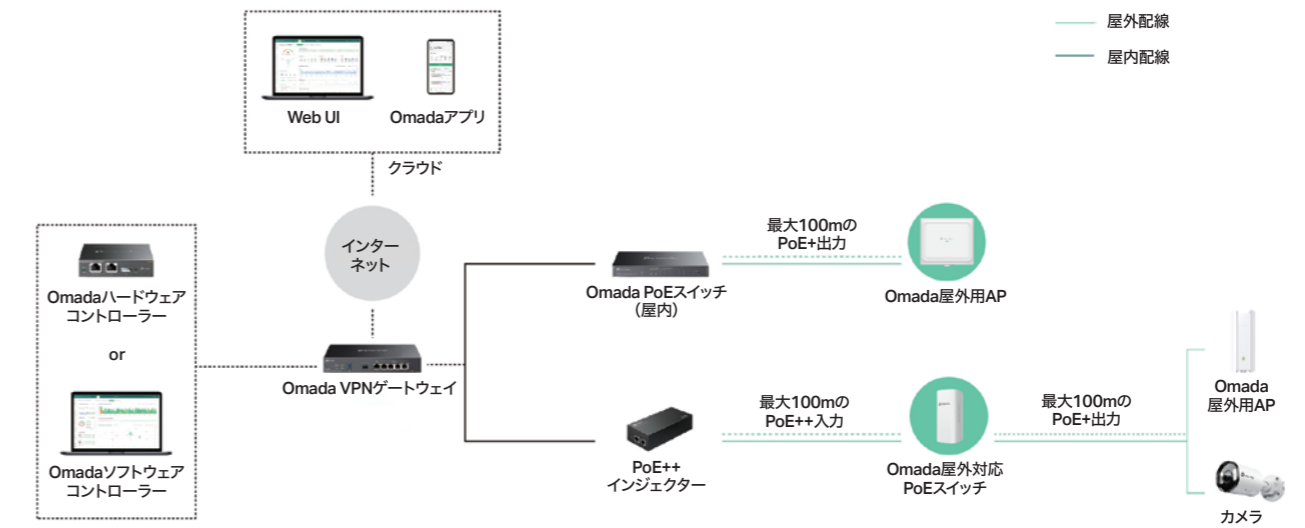 屋外配線
屋内配線
Web UI
Omadaアプリ
クラウド
インター
ネット
Omadaハードウェア
コントローラー
or
Omadaソフトウェア
コントローラー
Omada VPNゲートウェイ
Omada PoEスイッチ
（屋内）
最大100mの
PoE+出力
Omada屋外用AP
PoE++
インジェクター
最大100mの
PoE++入力
Omada屋外対応
PoEスイッチ
最大100mの
PoE+出力
Omada
屋外用AP
カメラ